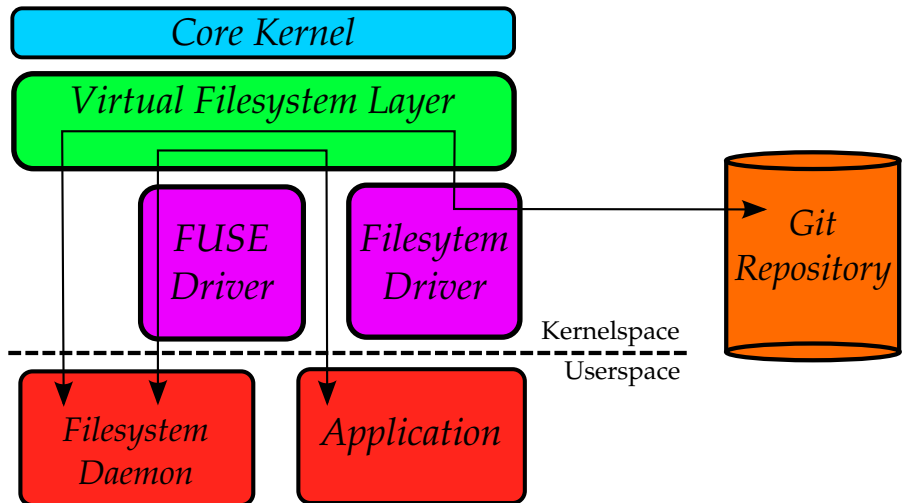 Core Kernel
Virtual Filesystem Layer
FUSE
Driver
Filesytem
Driver
Git
Repository
Kernelspace
Userspace
Filesystem
Daemon
Application